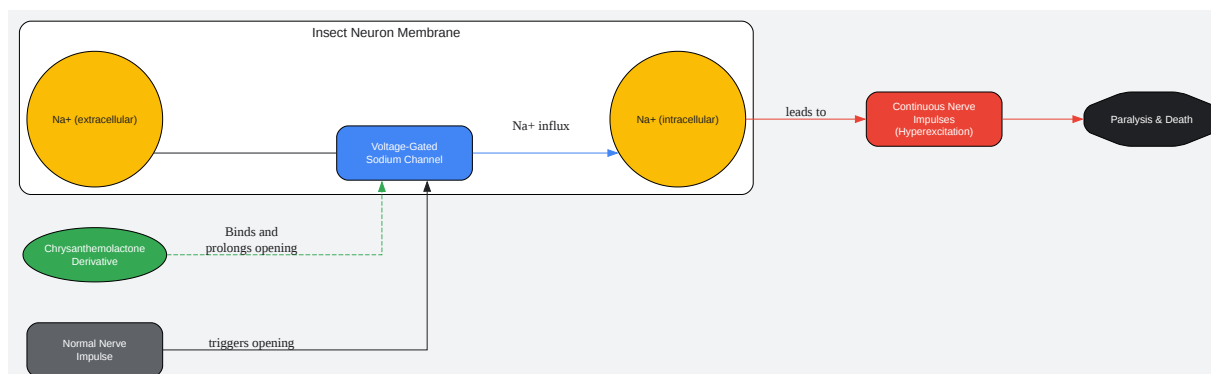 Insect Neuron Membrane
Na+ (extracellular)
Voltage-Gated
Sodium Channel
Na+ influx
Na+ (intracellular)
leads to
Continuous Nerve
Impulses
(Hyperexcitation)
Paralysis & Death
Chrysanthemolactone
Derivative
Binds and
prolongs opening
Normal Nerve
Impulse
triggers opening